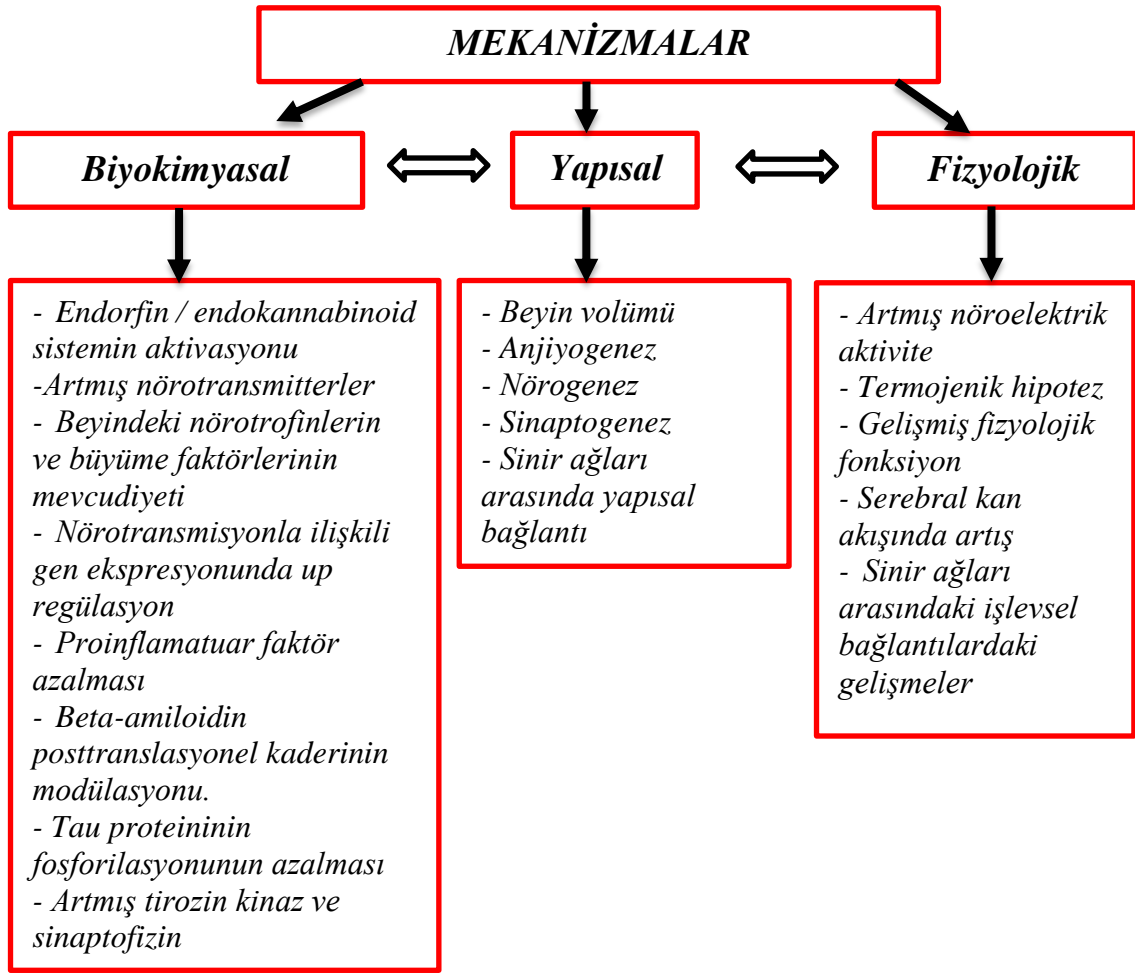 MEKANİZMALAR
Biyokimyasal
Yapısal
Fizyolojik
- Endorfin / endokannabinoid
sistemin aktivasyonu
-Artmış nörotransmitterler
- Beyindeki nörotrofinlerin
ve büyüme faktörlerinin
mevcudiyeti
- Nörotransmisyonla ilişkili
gen ekspresyonunda up
regülasyon
- Proinflamatuar faktör
azalması
- Beta-amiloidin
posttranslasyonel kaderinin
modülasyonu.
- Tau proteininin
fosforilasyonunun azalması
- Artmış tirozin kinaz ve
sinaptofizin
- Beyin volümü
- Anjiyogenez
- Nörogenez
- Sinaptogenez
- Sinir ağları
arasında yapısal
bağlantı
- Artmış nöroelektrik
aktivite
- Termojenik hipotez
- Gelişmiş fizyolojik
fonksiyon
- Serebral kan
akışında artış
- Sinir ağları
arasındaki işlevsel
bağlantılardaki
gelişmeler